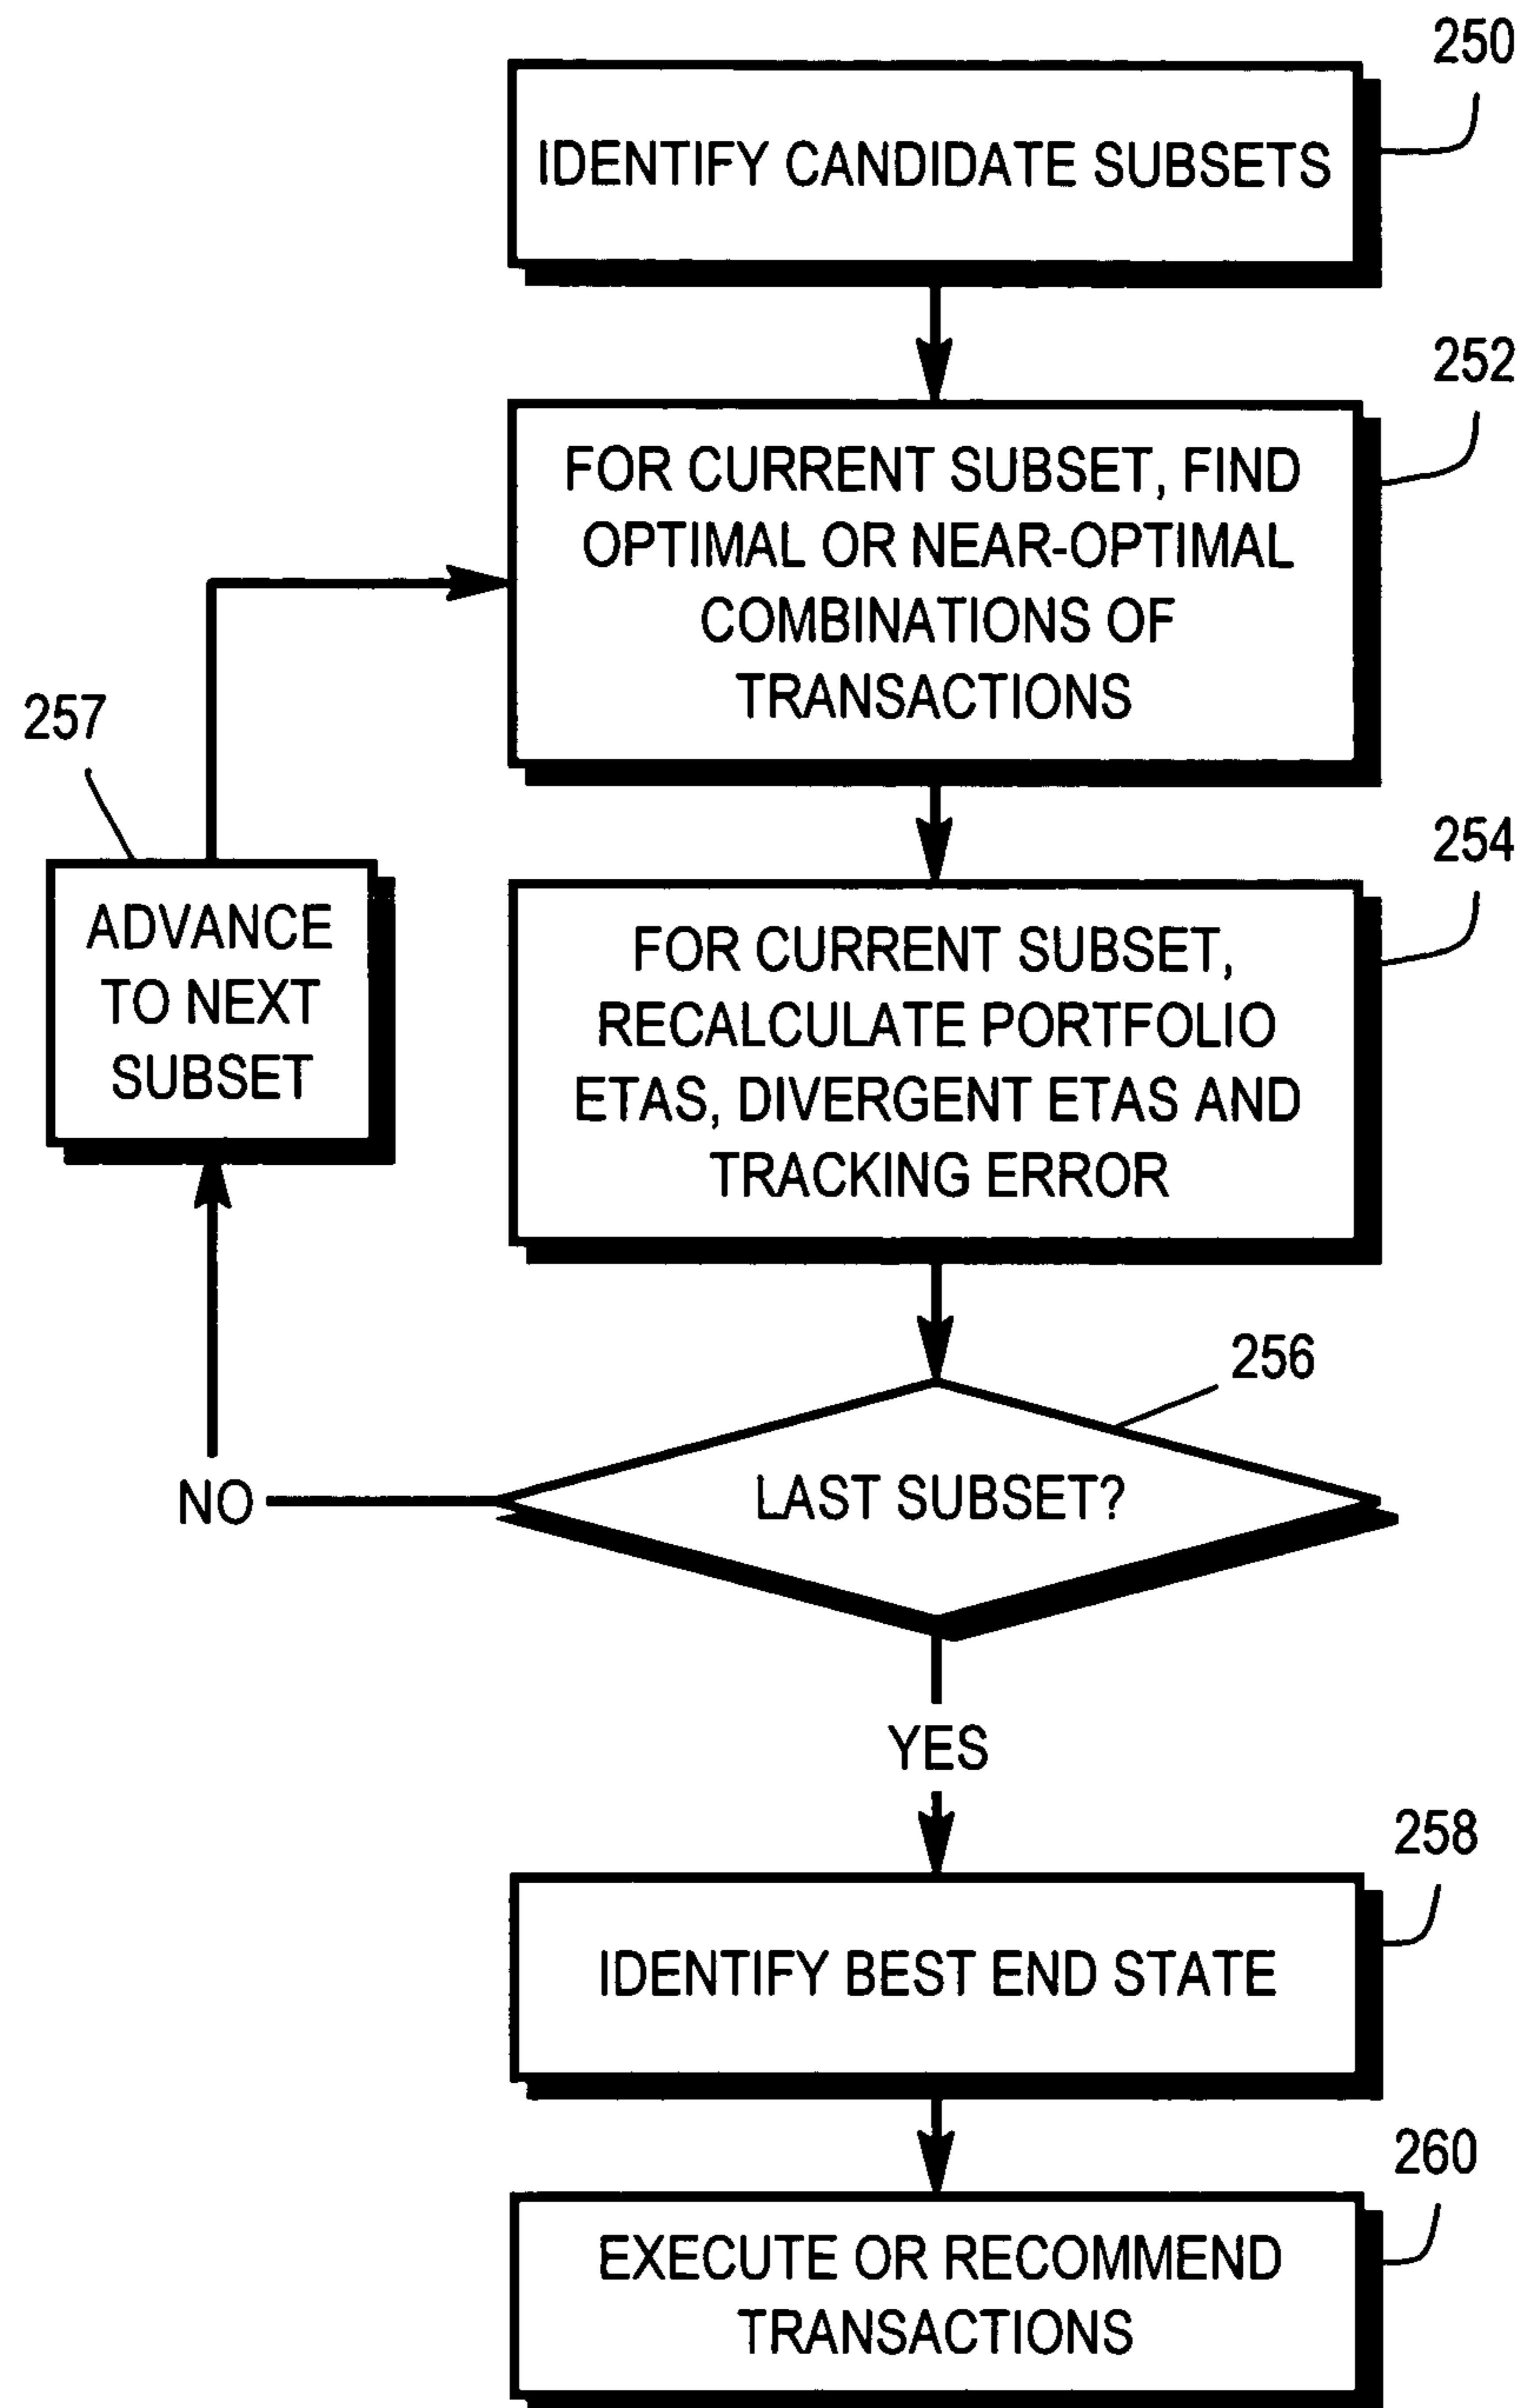 250
IDENTIFY CANDIDATE SUBSETS
252
FOR CURRENT SUBSET, FIND
OPTIMAL OR NEAR-OPTIMAL
COMBINATIONS OF
TRANSACTIONS
257
ADVANCE
TO NEXT
SUBSET
254
FOR CURRENT SUBSET,
RECALCULATE PORTFOLIO
ETAS, DIVERGENT ETAS AND
TRACKING ERROR
256
LAST SUBSET?
NO
YES
258
IDENTIFY BEST END STATE
260
EXECUTE OR RECOMMEND
TRANSACTIONS